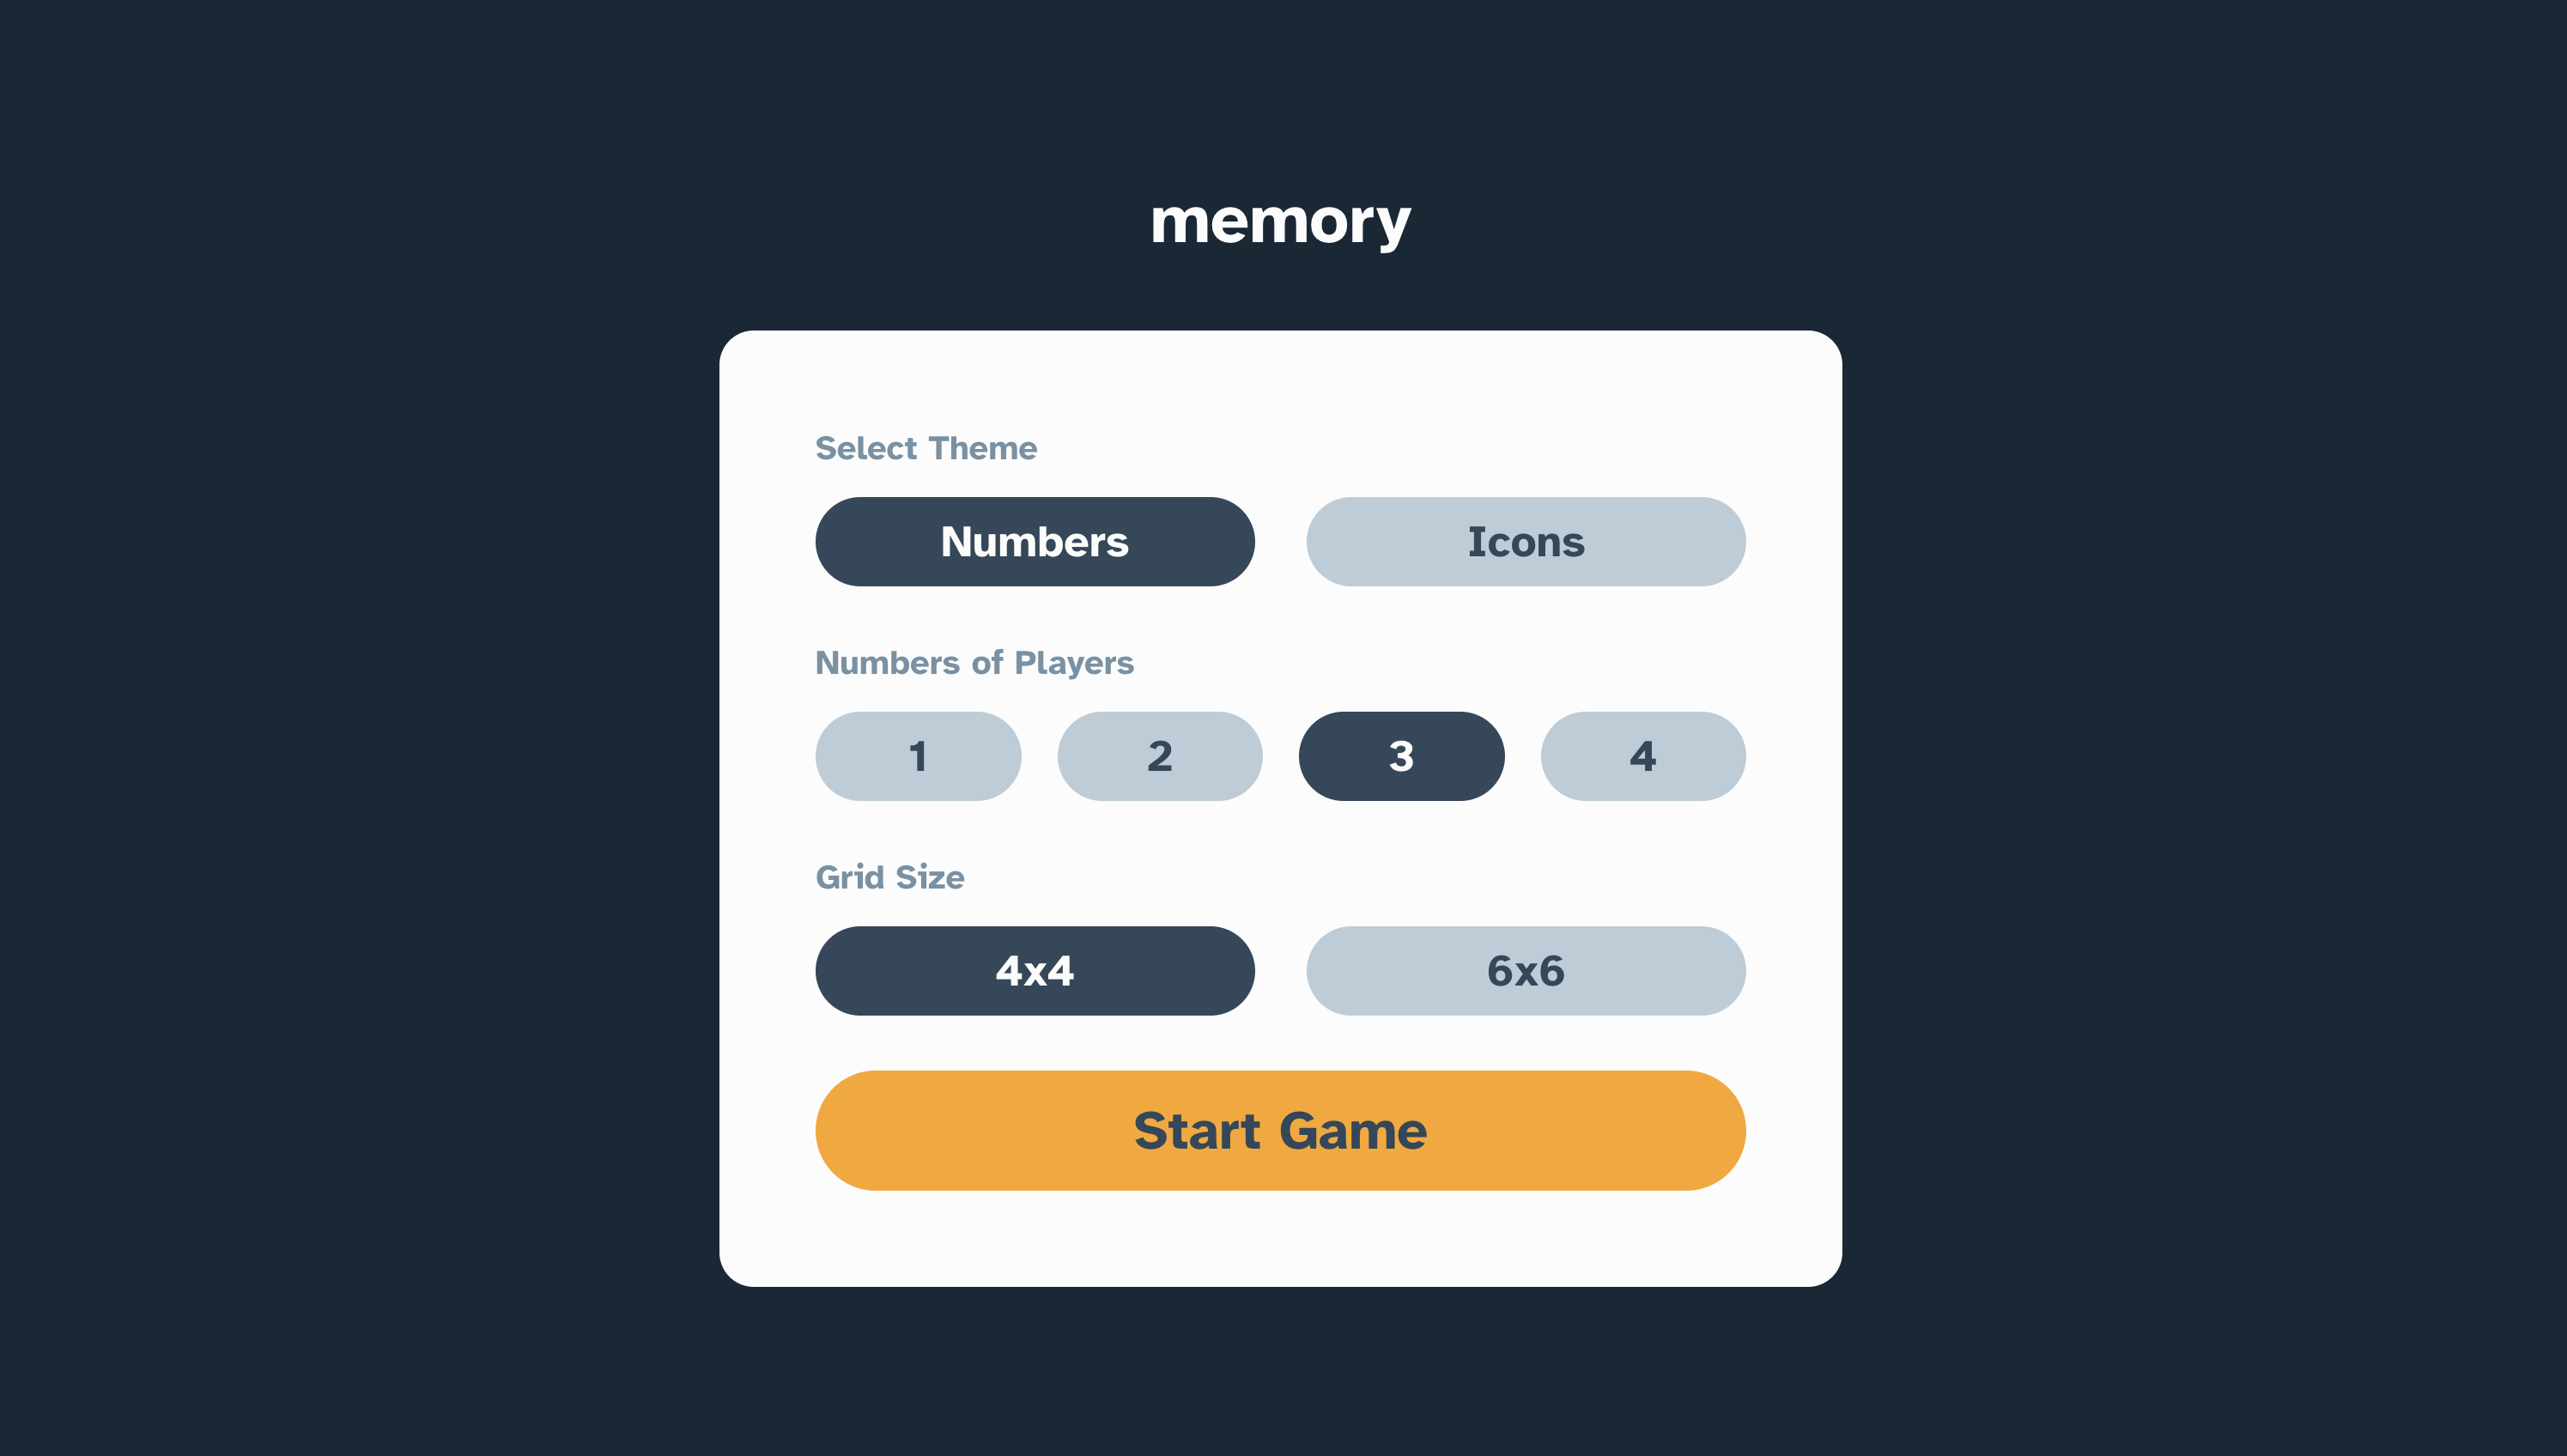 memory
Select Theme
Numbers Icons
Numbers of Players
1 2 3 4
Grid Size
4x4 6x6
Start Game